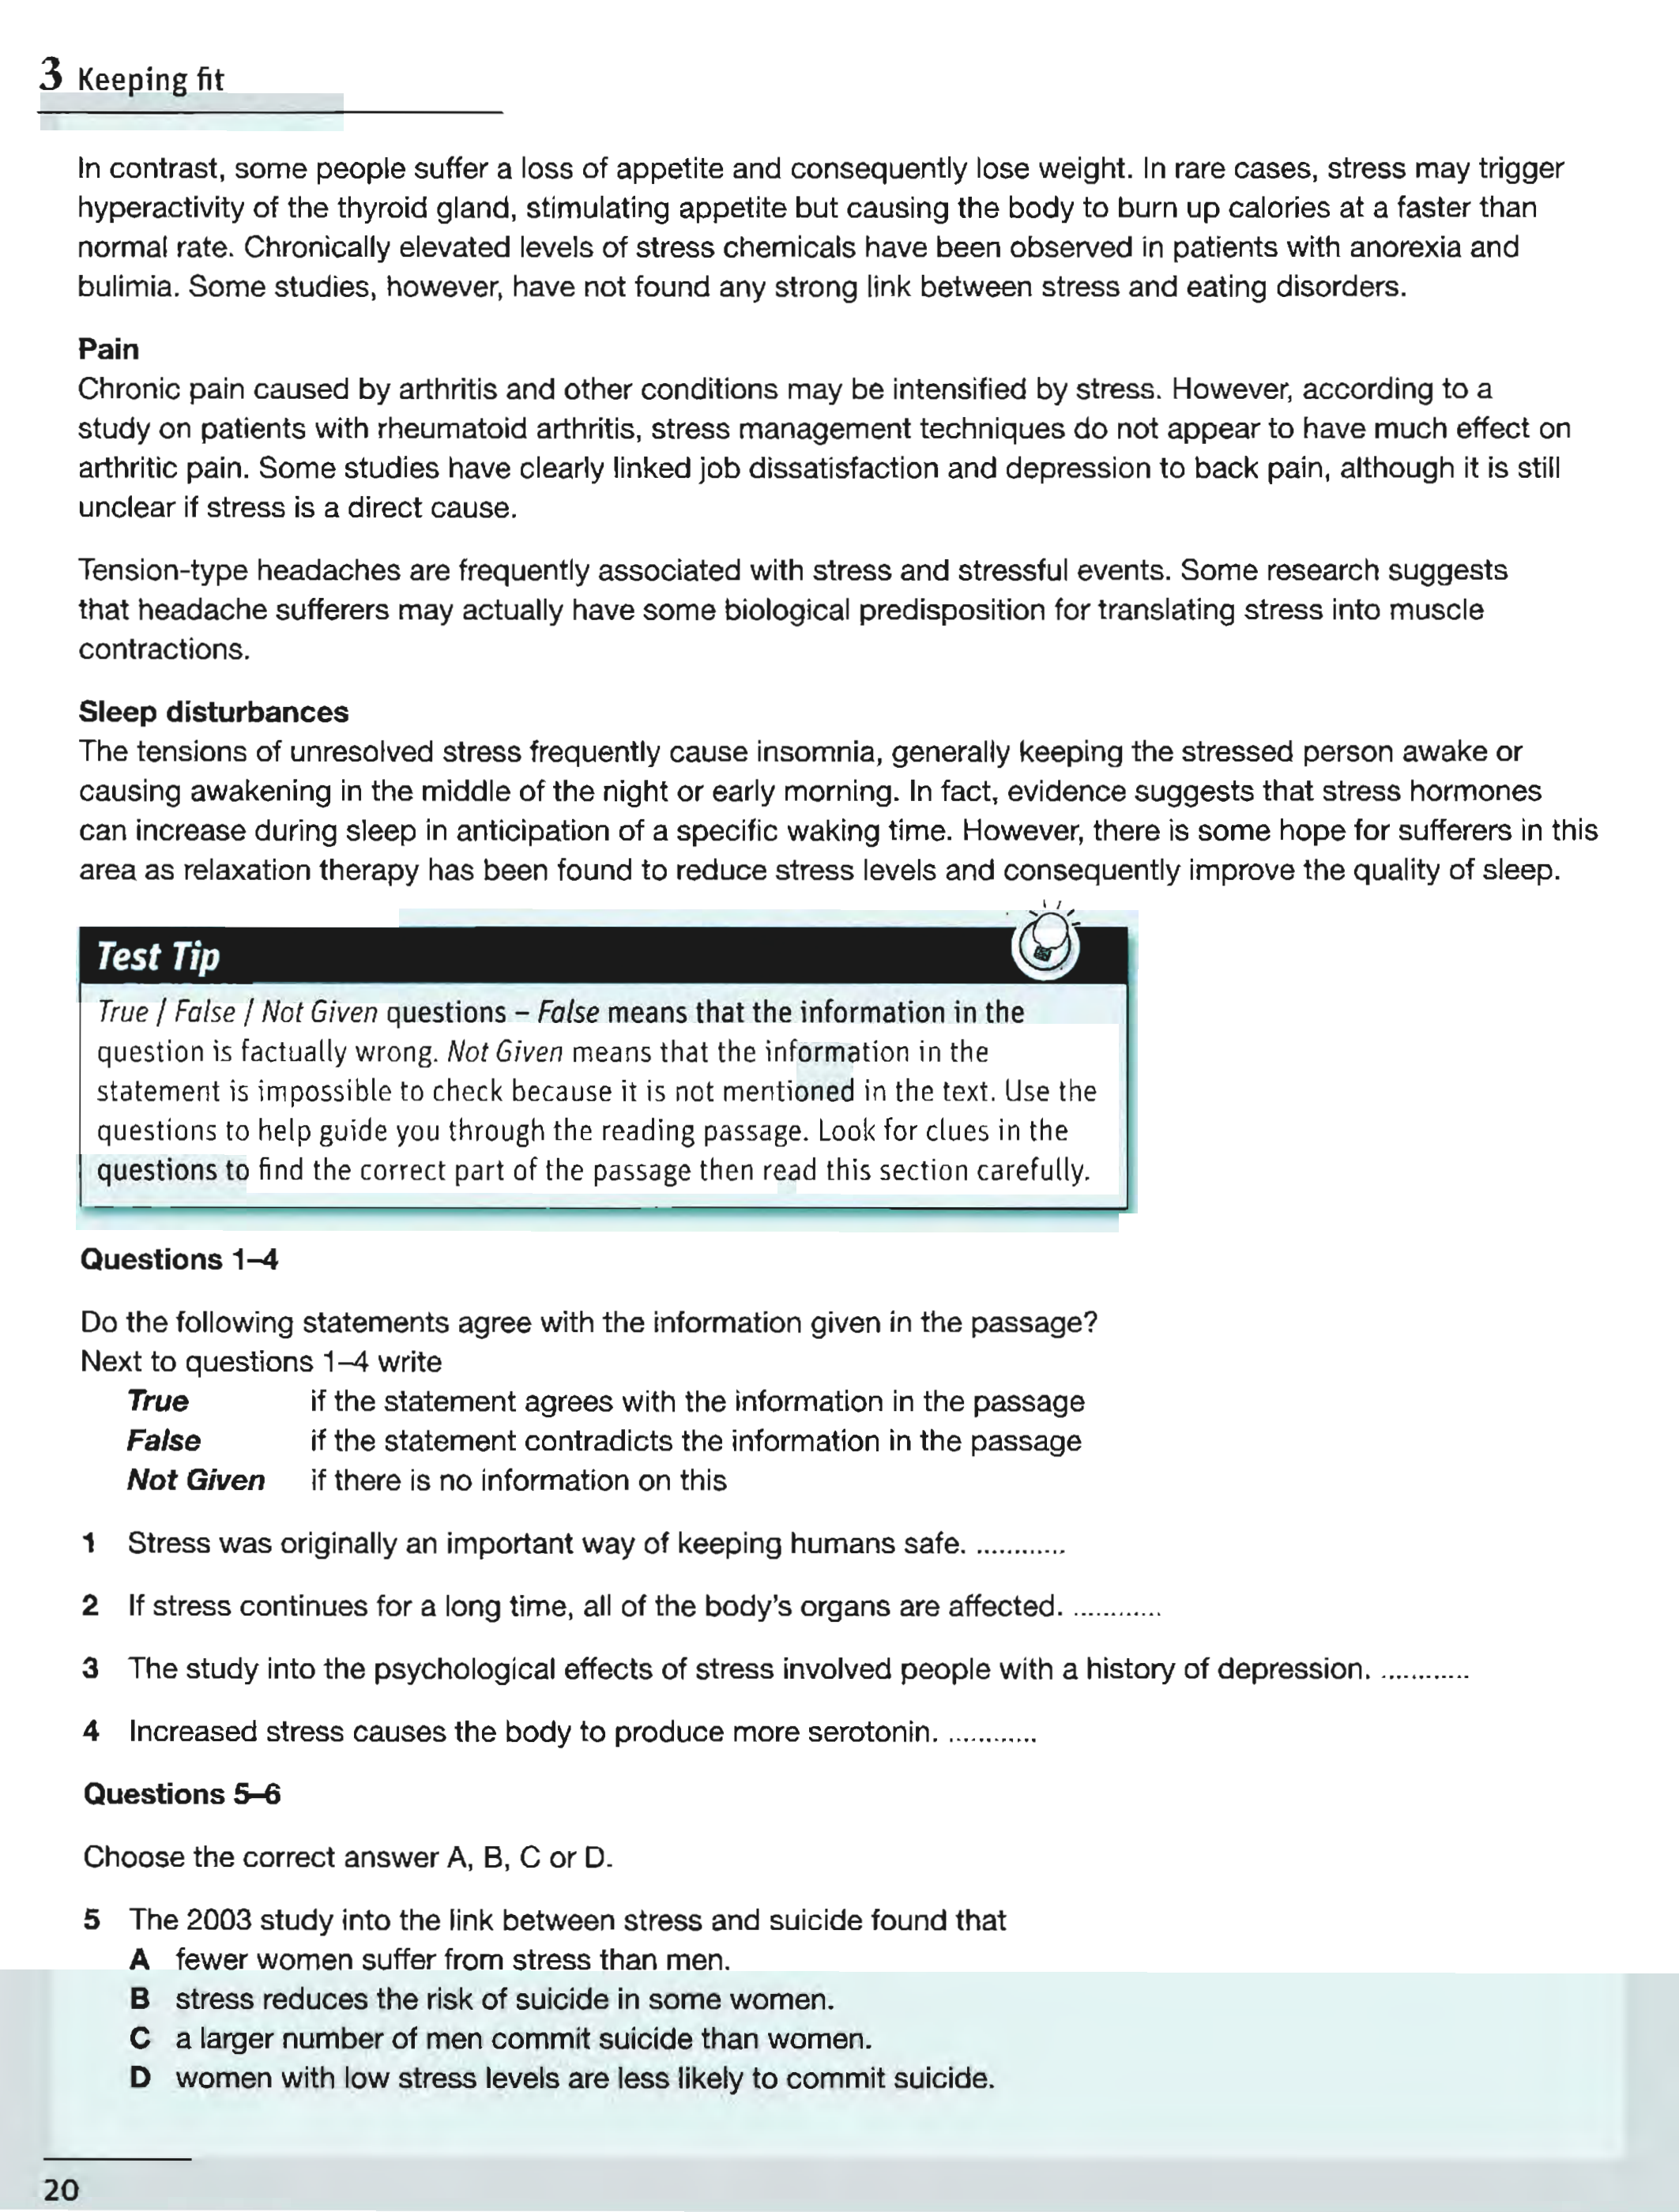 3 Keeping fit
In contrast, some people suffer a loss of appetite and consequently lose weight. In rare cases, stress may trigger
hyperactivity of the thyroid gland, stimulating appetite but causing the body to burn up calories at a faster than
normal rate. Chronically elevated levels of stress chemicals have been observed in patients with anorexia and
bulimia. Some studies, however, have not found any strong link between stress and eating disorders.
Pain
Chronic pain caused by arthritis and other conditions may be intensified by stress. However, according to a
study on patients with rheumatoid arthritis, stress management techniques do not appear to have much effect on
arthritic pain. Some studies have clearly linked job dissatisfaction and depression to back pain, although it is still
unclear if stress is a direct cause.
Tension-type headaches are frequently associated with stress and stressful events. Some research suggests
that headache sufferers may actually have some biological predisposition for translating stress into muscle
contractions.
Sleep disturbances
The tensions of unresolved stress frequently cause insomnia, generally keeping the stressed person awake or
causing awakening in the middle of the night or early morning. In fact, evidence suggests that stress hormones
can increase during sleep in anticipation of a specific waking time. However, there is some hope for sufferers in this
area as relaxation therapy has been found to reduce stress levels and consequently improve the quality of sleep.
Test Tip
True / False / Not Given questions – False means that the information in the
question is factually wrong. Not Given means that the information in the
statement is impossible to check because it is not mentioned in the text. Use the
questions to help guide you through the reading passage. Look for clues in the
questions to find the correct part of the passage then read this section carefully.
Questions 1–4
Do the following statements agree with the information given in the passage?
Next to questions 1–4 write
True if the statement agrees with the information in the passage
False if the statement contradicts the information in the passage
Not Given if there is no information on this
1 Stress was originally an important way of keeping humans safe. ............
2 If stress continues for a long time, all of the body's organs are affected. ............
3 The study into the psychological effects of stress involved people with a history of depression. ............
4 Increased stress causes the body to produce more serotonin. ............
Questions 5–6
Choose the correct answer A, B, C or D.
5 The 2003 study into the link between stress and suicide found that
A fewer women suffer from stress than men.
B stress reduces the risk of suicide in some women.
C a larger number of men commit suicide than women.
D women with low stress levels are less likely to commit suicide.
20